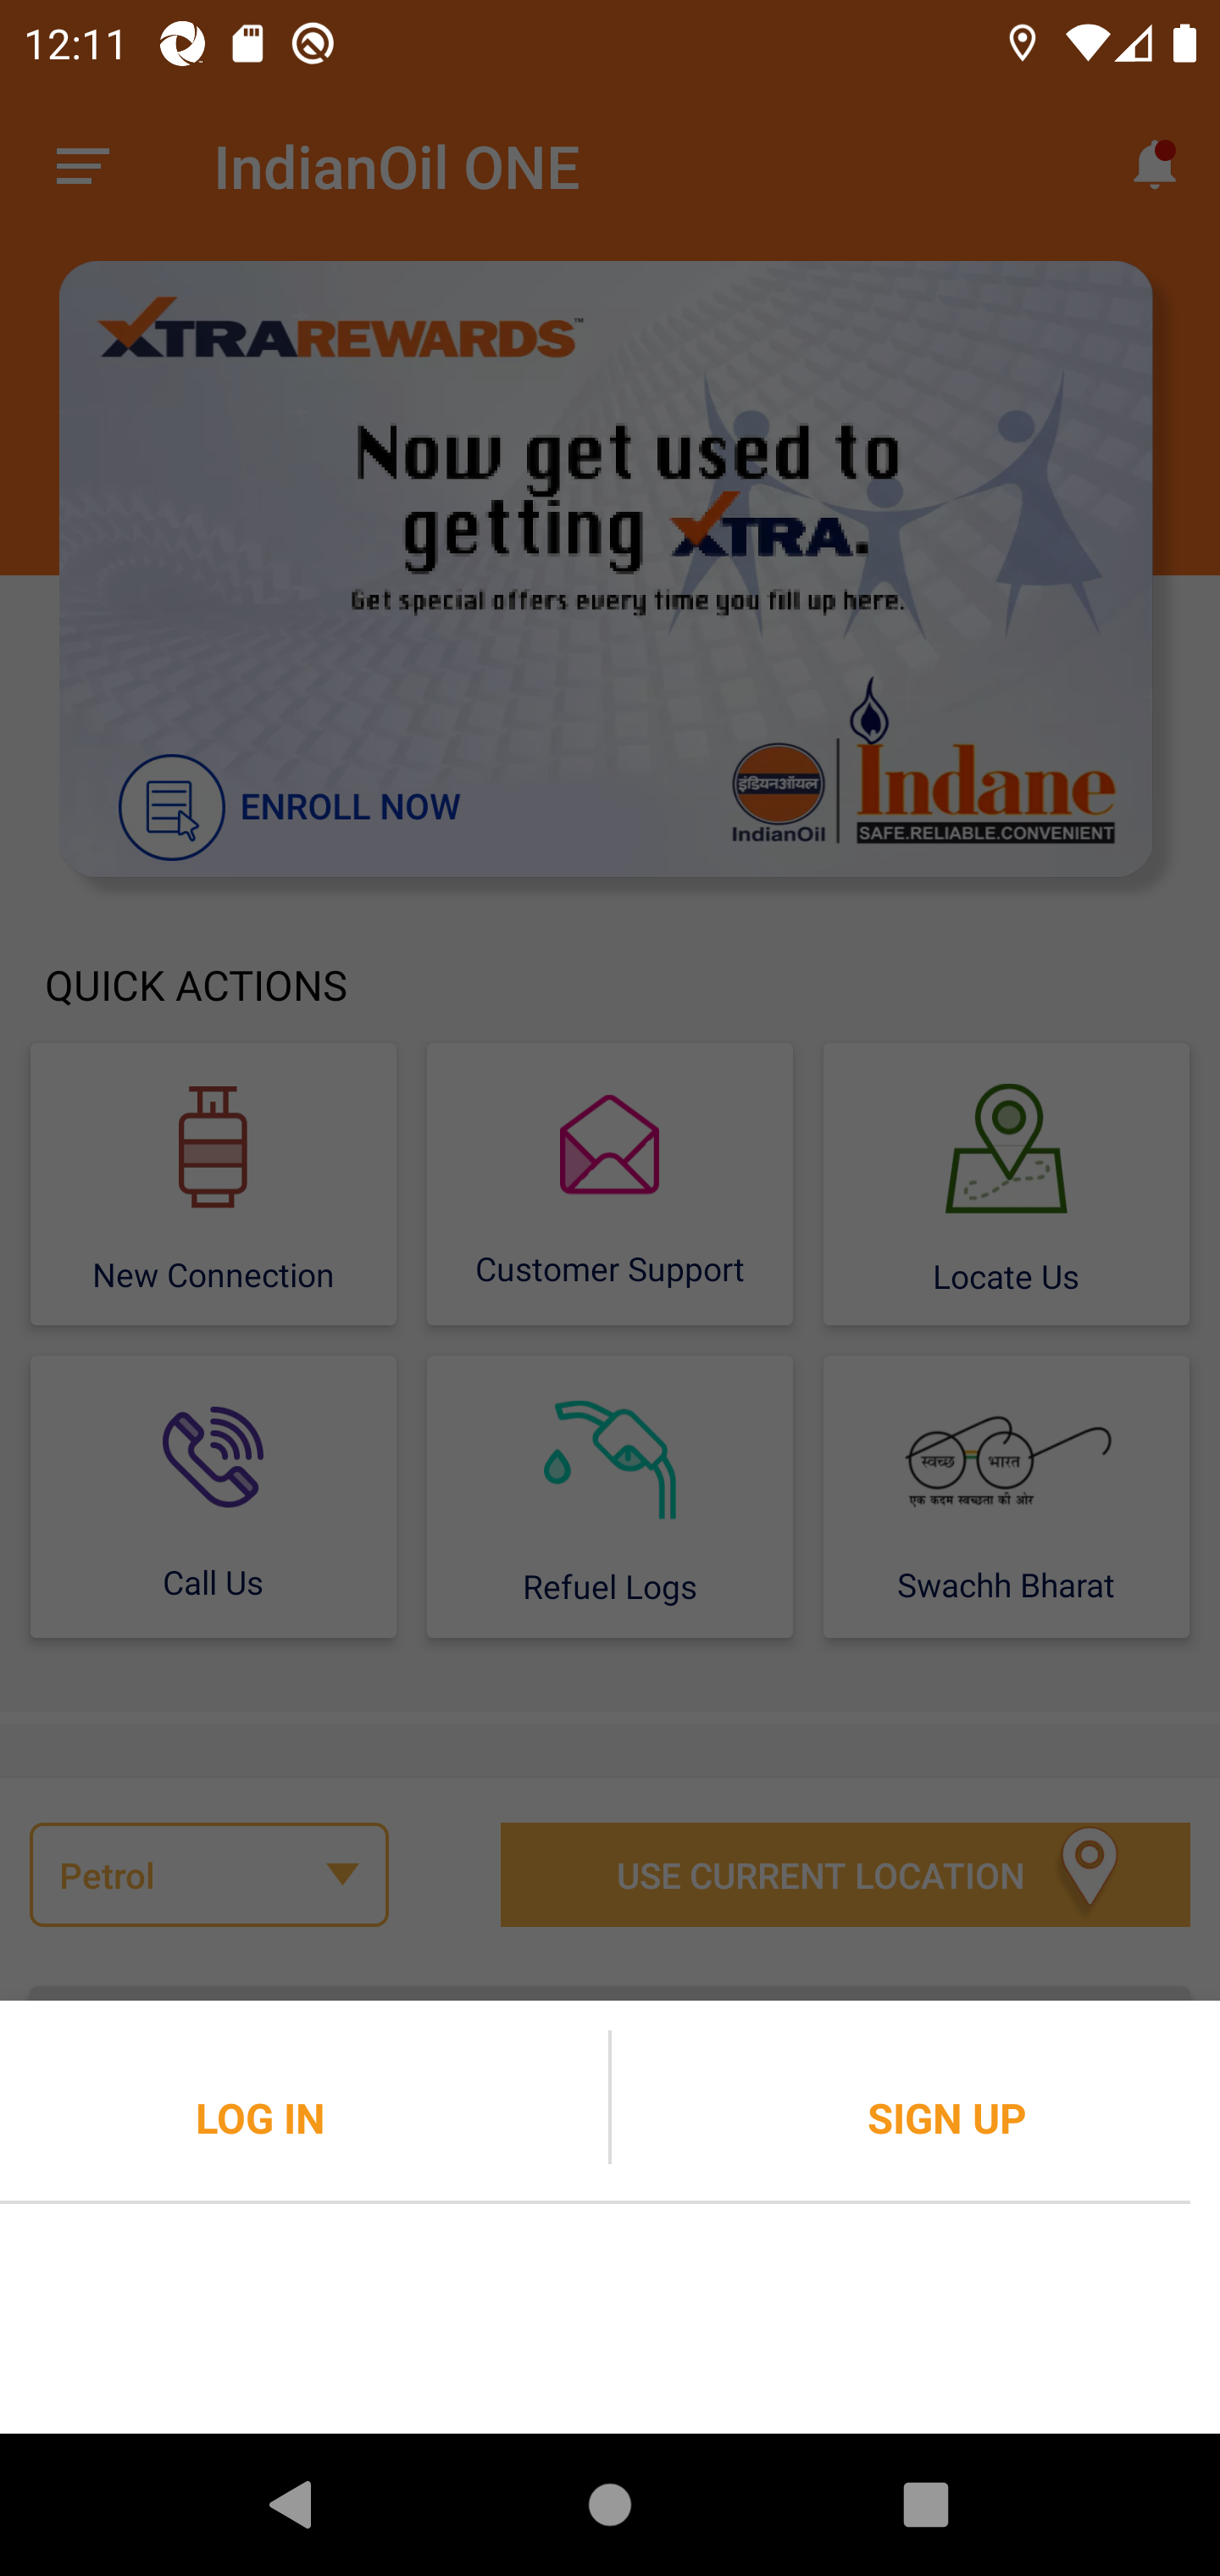 12:11
IndianOil ONE
XTRAREWARDS™
Now get used to
getting XTRA.
Get special offers every time you fill up here.
ENROLL NOW
इंडियनऑयल
IndianOil
Indane
SAFE.RELIABLE.CONVENIENT
QUICK ACTIONS
New Connection
Customer Support
Locate Us
स्वच्छ भारत
एक कदम स्वच्छता की ओर
Call Us
Refuel Logs
Swachh Bharat
Petrol
USE CURRENT LOCATION
LOG IN
SIGN UP